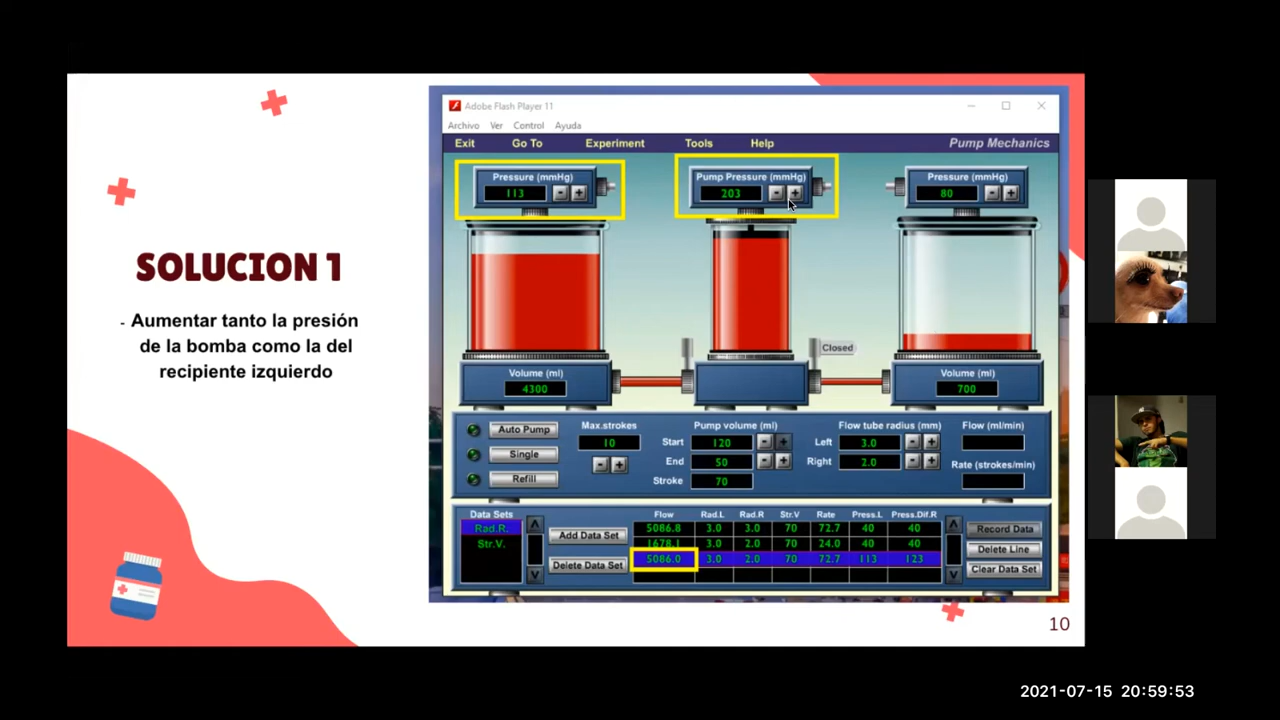 SOLUCION 1
- Aumentar tanto la presión
de la bomba como la del
recipiente izquierdo
Adobe Flash Player 11
Archivo Ver Control Ayuda
Exit Go To Experiment Tools Help Pump Mechanics
Pressure (mmHg)
113 - +
Pump Pressure (mmHg)
203 - +
Pressure (mmHg)
80 - +
Closed
Volume (ml)
4300
Volume (ml)
700
Auto Pump
Single
Refill
Max.strokes
10
- +
Pump volume (ml)
Start 120 - +
End 50 - +
Stroke 70
Flow tube radius (mm)
Left 3.0 - +
Right 2.0 - +
Flow (ml/min)
Rate (strokes/min)
Data Sets
Rad.R.
Str.V.
Add Data Set
Delete Data Set
Flow Rad.L Rad.R Str.V Rate Press.L Press.Dif.R
5086.8 3.0 3.0 70 72.7 40 40
1678.1 3.0 2.0 70 24.0 40 40
5086.0 3.0 2.0 70 72.7 113 123
Record Data
Delete Line
Clear Data Set
10
2021-07-15 20:59:53